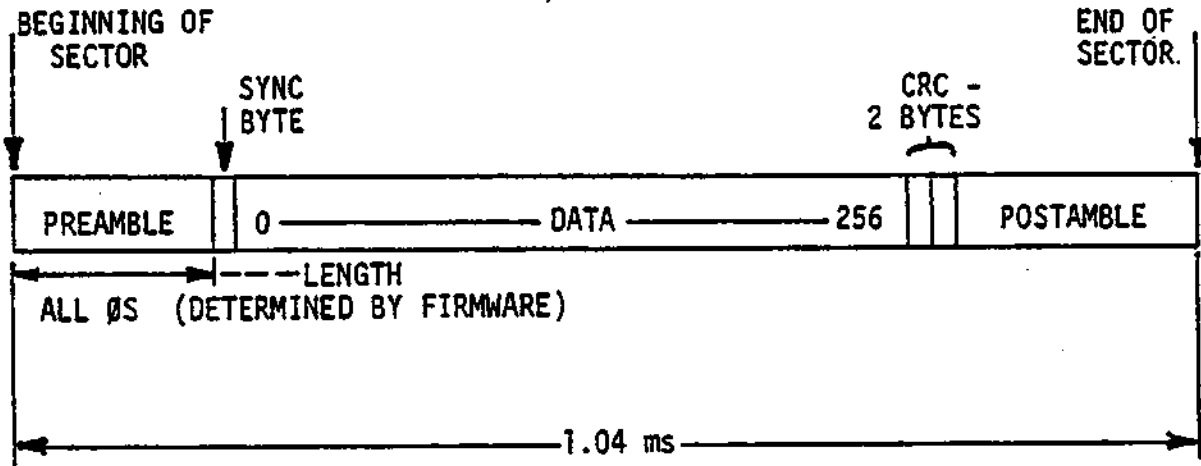 BEGINNING OF
SECTOR
END OF
SECTOR.
SYNC
BYTE
CRC -
2 BYTES
PREAMBLE
0
DATA
256
POSTAMBLE
LENGTH
ALL ØS (DETERMINED BY FIRMWARE)
1.04 ms